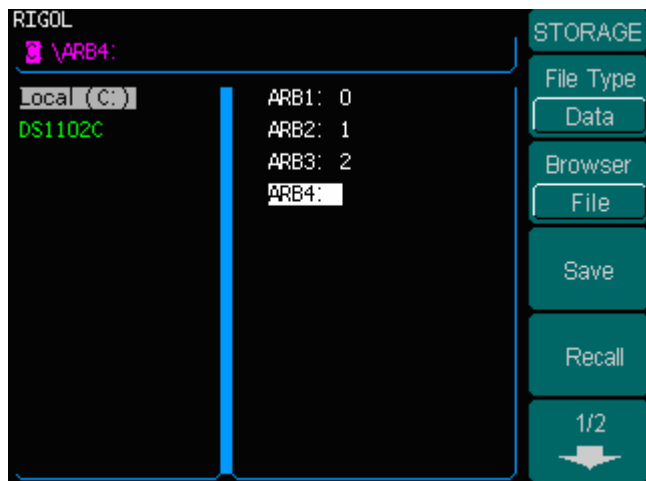 RIGOL
C \ARB4:
Local (C:)
DS1102C
ARB1: 0
ARB2: 1
ARB3: 2
ARB4:
STORAGE
File Type
Data
Browser
File
Save
Recall
1/2